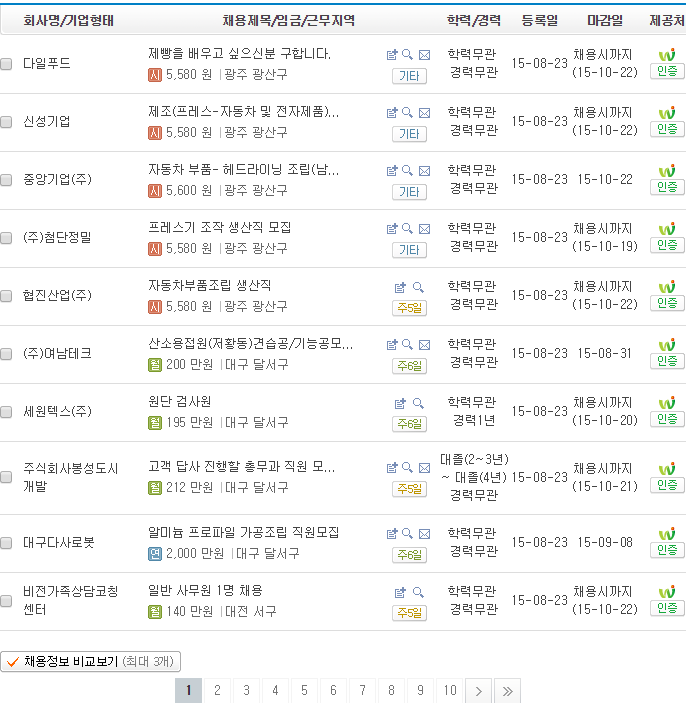 회사명/기업형태 채용제목/임금/근무지역 학력/경력 등록일 마감일 제공처
다일푸드 제빵을 배우고 싶으신분 구합니다. 학력무관 15-08-23 채용시까지
시 5,580 원 |광주 광산구 기타 경력무관 (15-10-22) 인증
신성기업 제조(프레스-자동차 및 전자제품)... 학력무관 15-08-23 채용시까지
시 5,580 원 |광주 광산구 기타 경력무관 (15-10-22) 인증
중앙기업(주) 자동차 부품- 헤드라이닝 조립(남... 학력무관 15-08-23 15-10-22
시 5,600 원 |광주 광산구 기타 경력무관 인증
(주)첨단정밀 프레스기 조작 생산직 모집 학력무관 15-08-23 채용시까지
시 5,580 원 |광주 광산구 기타 경력무관 (15-10-19) 인증
협진산업(주) 자동차부품조립 생산직 학력무관 15-08-23 채용시까지
시 5,580 원 |광주 광산구 주5일 경력무관 (15-10-22) 인증
(주)여남테크 산소용접원(저황동)견습공/기능공모... 학력무관 15-08-23 15-08-31
월 200 만원 |대구 달서구 주6일 경력무관 인증
세원텍스(주) 원단 검사원 학력무관 15-08-23 채용시까지
월 195 만원 |대구 달서구 주6일 경력1년 (15-10-20) 인증
주식회사봉성도시 고객 답사 진행할 총무과 직원 모... 대졸(2~3년) 15-08-23 채용시까지
개발 월 212 만원 |대구 달서구 주5일 ~ 대졸(4년) (15-10-21) 인증
경력무관
대구다사로봇 알미늄 프로파일 가공조립 직원모집 학력무관 15-08-23 15-09-08
연 2,000 만원 |대구 달서구 주6일 경력무관 인증
비전가족상담코칭 일반 사무원 1명 채용 학력무관 15-08-23 채용시까지
센터 월 140 만원 |대전 서구 주5일 경력무관 (15-10-22) 인증
채용정보 비교보기 (최대 3개)
1 2 3 4 5 6 7 8 9 10 > »